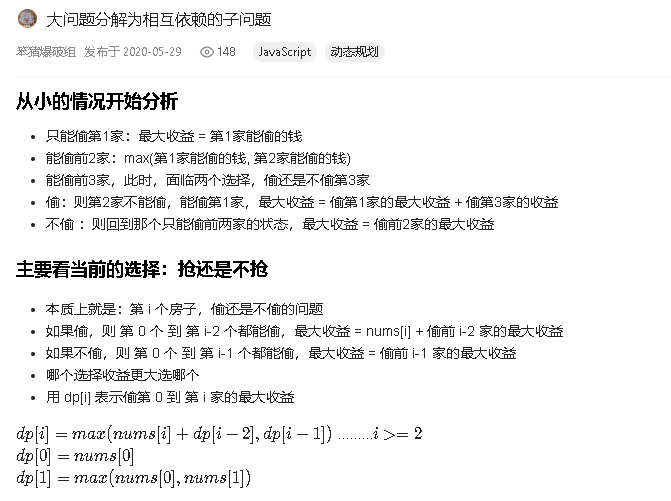 大问题分解为相互依赖的子问题
笨猪爆破组 发布于 2020-05-29 148 JavaScript 动态规划
从小的情况开始分析
• 只能偷第1家：最大收益 = 第1家能偷的钱
• 能偷前2家：max(第1家能偷的钱, 第2家能偷的钱)
• 能偷前3家，此时，面临两个选择，偷还是不偷第3家
• 偷：则第2家不能偷，能偷第1家，最大收益 = 偷第1家的最大收益 + 偷第3家的收益
• 不偷 ：则回到那个只能偷前两家的状态，最大收益 = 偷前2家的最大收益
主要看当前的选择：抢还是不抢
• 本质上就是：第 i 个房子，偷还是不偷的问题
• 如果偷，则 第 0 个 到 第 i-2 个都能偷，最大收益 = nums[i] + 偷前 i-2 家的最大收益
• 如果不偷，则 第 0 个 到 第 i-1 个都能偷，最大收益 = 偷前 i-1 家的最大收益
• 哪个选择收益更大选哪个
• 用 dp[i] 表示偷第 0 到 第 i 家的最大收益
dp[i] = max(nums[i] + dp[i − 2], dp[i − 1]) ......... i >= 2
dp[0] = nums[0]
dp[1] = max(nums[0], nums[1])